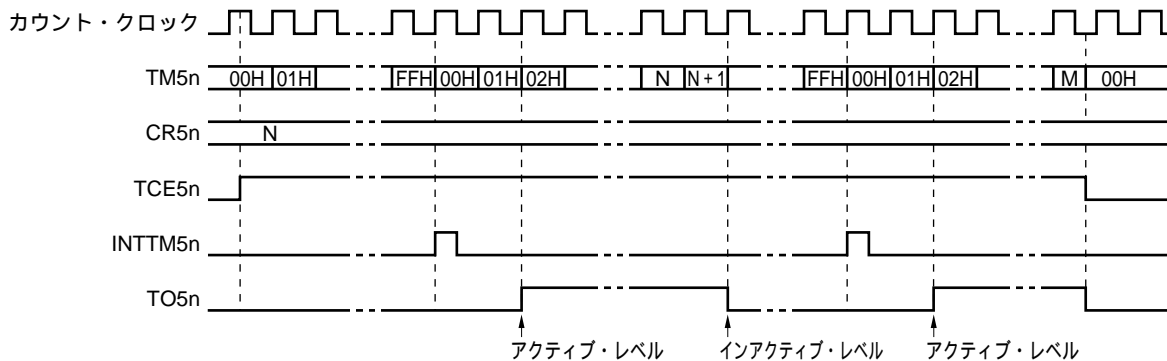 カウント・クロック
TM5n 00H 01H FFH 00H 01H 02H N N + 1 FFH 00H 01H 02H M 00H
CR5n N
TCE5n
INTTM5n
TO5n
アクティブ・レベル インアクティブ・レベル アクティブ・レベル